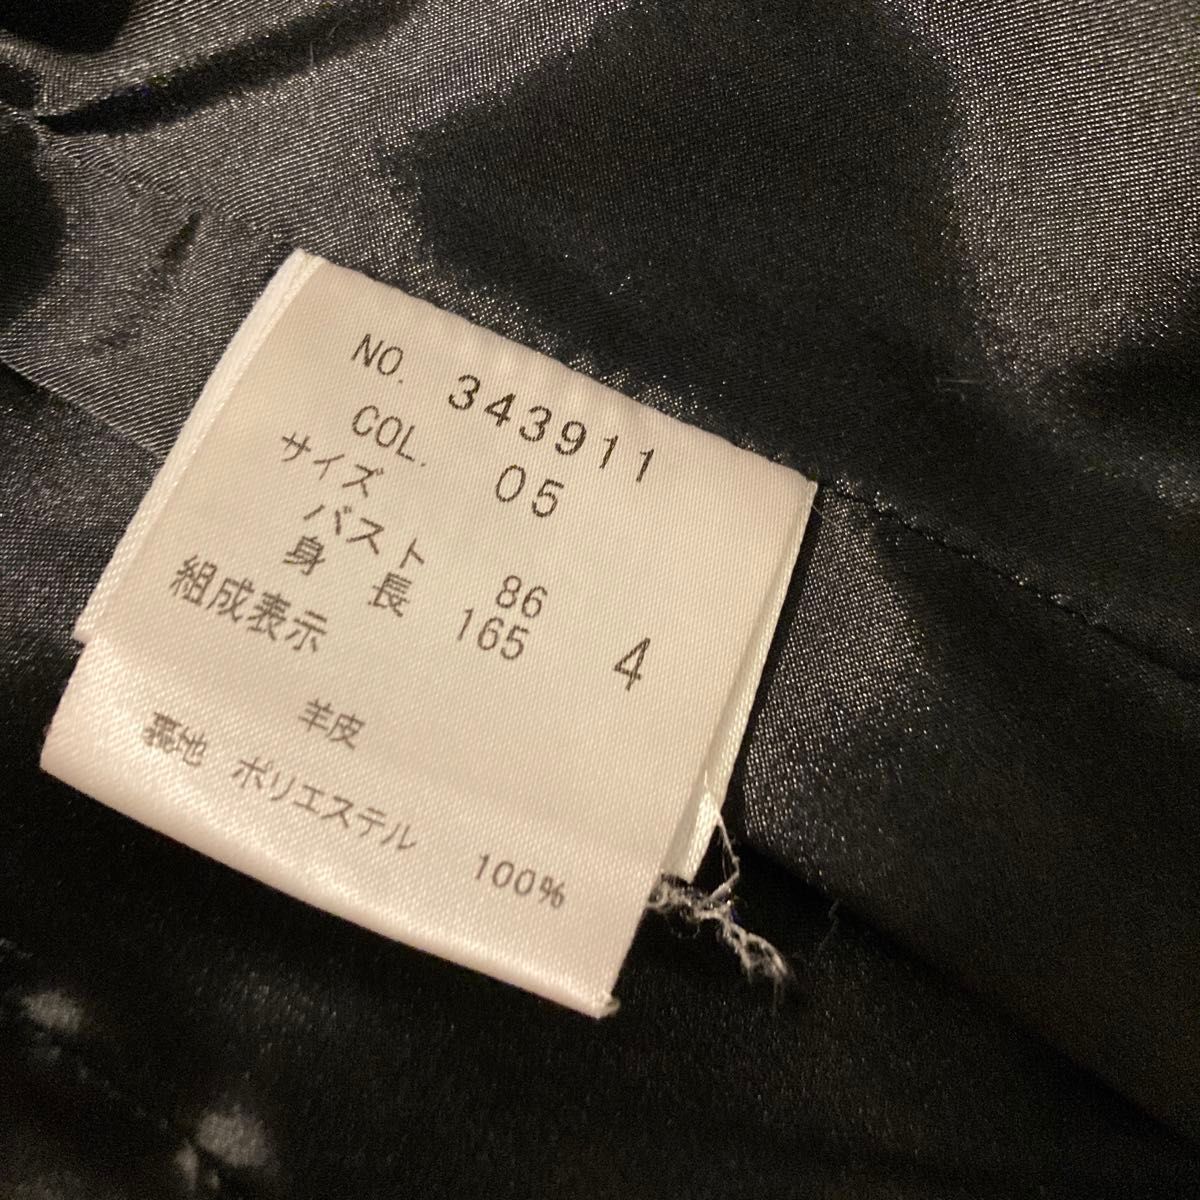 NO. 343911
COL. 05
サイズ
バスト 86
身長 165 4
組成表示
羊皮
裏地 ポリエステル 100%